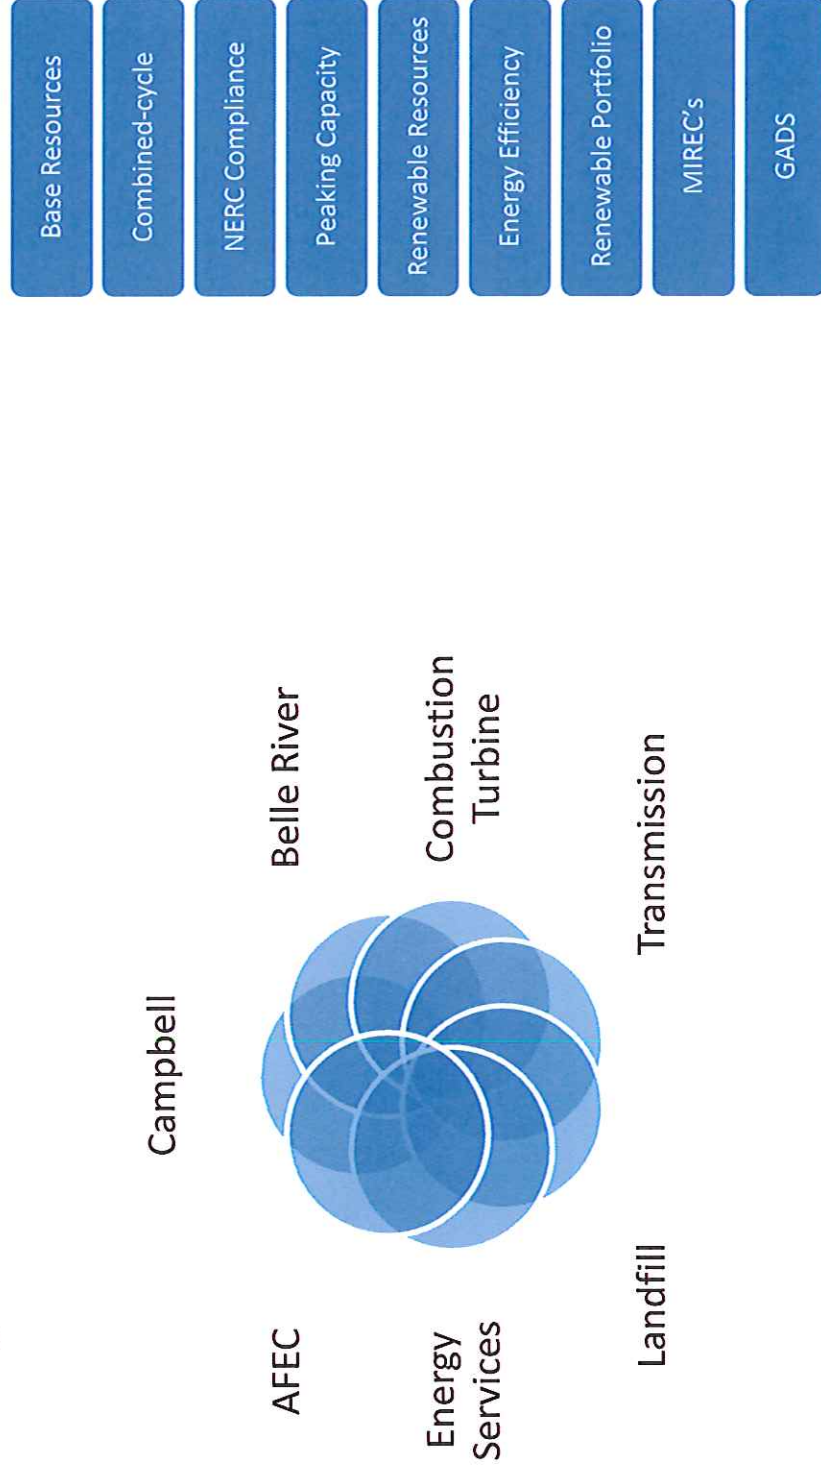 Campbell
Belle River
Combustion
Turbine
Transmission
Landfill
Energy
Services
AFEC
Base Resources
Combined-cycle
NERC Compliance
Peaking Capacity
Renewable Resources
Energy Efficiency
Renewable Portfolio
MIREC's
GADS